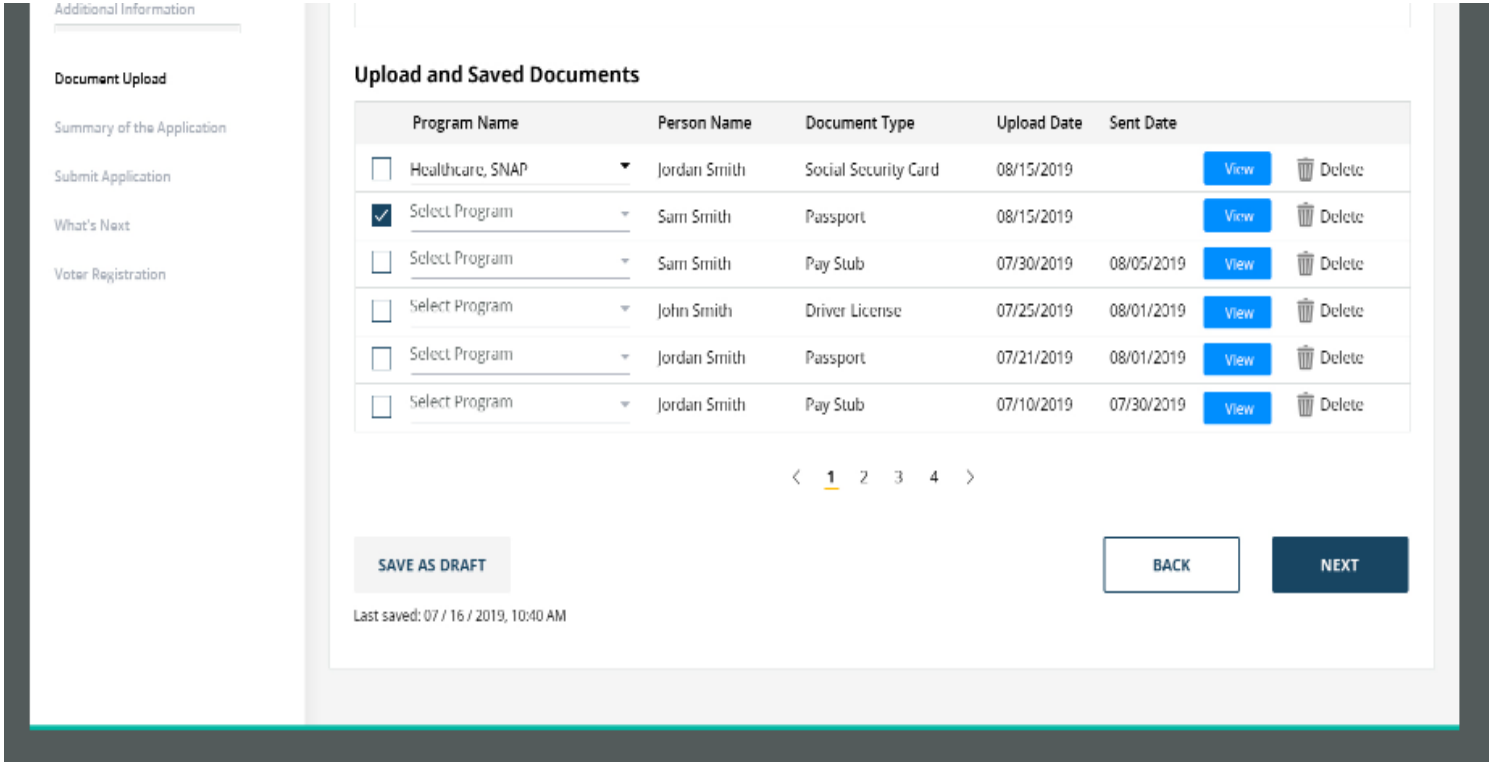 Additional Information
Document Upload
Summary of the Application
Submit Application
What's Next
Voter Registration
Upload and Saved Documents
Program Name Person Name Document Type Upload Date Sent Date
Healthcare, SNAP Jordan Smith Social Security Card 08/15/2019 View Delete
Select Program Sam Smith Passport 08/15/2019 View Delete
Select Program Sam Smith Pay Stub 07/30/2019 08/05/2019 View Delete
Select Program John Smith Driver License 07/25/2019 08/01/2019 View Delete
Select Program Jordan Smith Passport 07/21/2019 08/01/2019 View Delete
Select Program Jordan Smith Pay Stub 07/10/2019 07/30/2019 View Delete
< 1 2 3 4 >
SAVE AS DRAFT BACK NEXT
Last saved: 07 / 16 / 2019, 10:40 AM